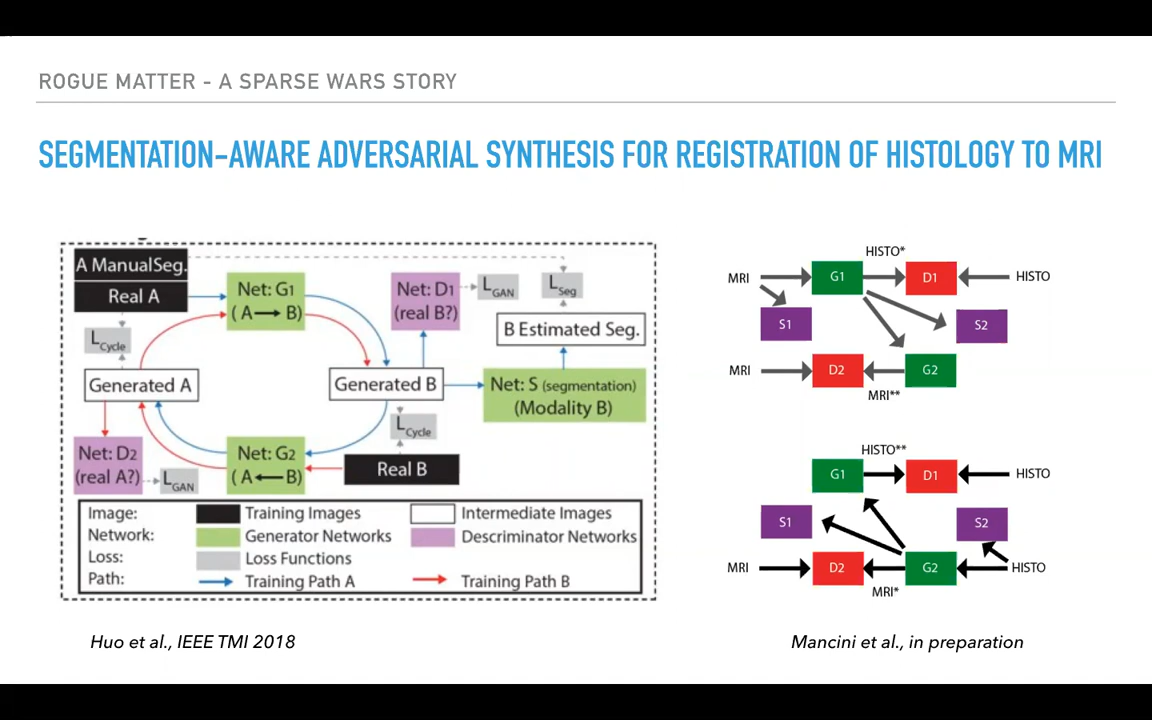 ROGUE MATTER - A SPARSE WARS STORY
SEGMENTATION-AWARE ADVERSARIAL SYNTHESIS FOR REGISTRATION OF HISTOLOGY TO MRI
A ManualSeg.
Real A
Net: G1
(A → B)
Net: D1
(real B?)
LGAN
LSeg
B Estimated Seg.
LCycle
Generated A
Generated B
Net: S (segmentation)
(Modality B)
LCycle
Net: D2
(real A?)
LGAN
Net: G2
(A ← B)
Real B
Image:
Training Images
Intermediate Images
Network:
Generator Networks
Descriminator Networks
Loss:
Loss Functions
Path:
Training Path A
Training Path B
Huo et al., IEEE TMI 2018
HISTO*
MRI
G1
D1
HISTO
S1
S2
MRI
D2
G2
MRI**
HISTO**
G1
D1
HISTO
S1
S2
MRI
D2
G2
HISTO
MRI*
Mancini et al., in preparation